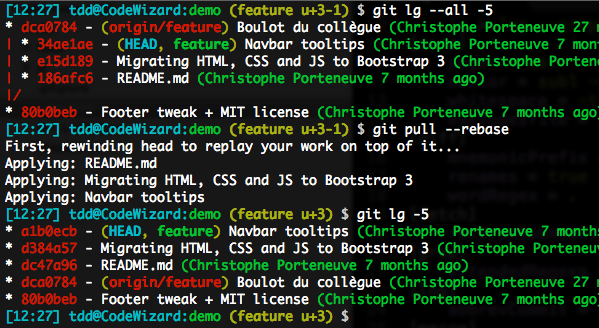 [12:27] tdd@CodeWizard:demo (feature u+3-1) $ git lg --all -5
* dca0784 - (origin/feature) Boulot du collègue (Christophe Porteneuve 27 m
| * 34ae1ae - (HEAD, feature) Navbar tooltips (Christophe Porteneuve 7 months ago)
| * e15d189 - Migrating HTML, CSS and JS to Bootstrap 3 (Christophe Porteneuve
| * 186afc6 - README.md (Christophe Porteneuve 7 months ago)
|/
* 80b0beb - Footer tweak + MIT license (Christophe Porteneuve 7 months ago)
[12:27] tdd@CodeWizard:demo (feature u+3-1) $ git pull --rebase
First, rewinding head to replay your work on top of it...
Applying: README.md
Applying: Migrating HTML, CSS and JS to Bootstrap 3
Applying: Navbar tooltips
[12:27] tdd@CodeWizard:demo (feature u+3) $ git lg -5
* a1b0ecb - (HEAD, feature) Navbar tooltips (Christophe Porteneuve 7 months
* d384a57 - Migrating HTML, CSS and JS to Bootstrap 3 (Christophe Porteneuve
* dc47a96 - README.md (Christophe Porteneuve 7 months ago)
* dca0784 - (origin/feature) Boulot du collègue (Christophe Porteneuve 27 m
* 80b0beb - Footer tweak + MIT license (Christophe Porteneuve 7 months ago)
[12:27] tdd@CodeWizard:demo (feature u+3) $